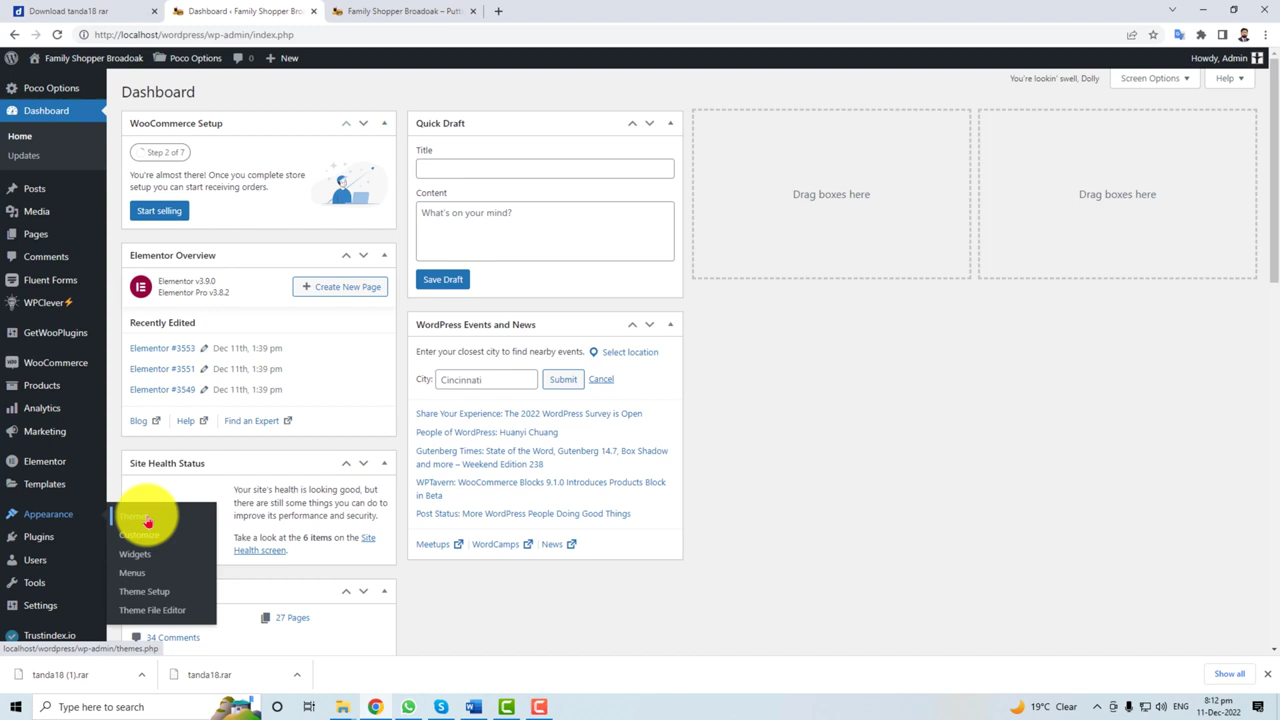 Download tanda18 rar
Dashboard ‹ Family Shopper Broad
Family Shopper Broadoak – Putt
http://localhost/wordpress/wp-admin/index.php
Family Shopper Broadoak
Poco Options
0
New
Howdy, Admin
Poco Options
Dashboard
Home
Updates
Posts
Media
Pages
Comments
Fluent Forms
WPClever⚡
GetWooPlugins
WooCommerce
Products
Analytics
Marketing
Elementor
Templates
Appearance
Plugins
Users
Tools
Settings
Trustindex.io
Themes
Customize
Widgets
Menus
Theme Setup
Theme File Editor
You're lookin' swell, Dolly
Screen Options
Help
Dashboard
WooCommerce Setup
Step 2 of 7
You're almost there! Once you complete store
setup you can start receiving orders.
Start selling
Elementor Overview
Elementor v3.9.0
Elementor Pro v3.8.2
Create New Page
Recently Edited
Elementor #3553 Dec 11th, 1:39 pm
Elementor #3551 Dec 11th, 1:39 pm
Elementor #3549 Dec 11th, 1:39 pm
Blog
Help
Find an Expert
Site Health Status
Your site's health is looking good, but
there are still some things you can do to
improve its performance and security.
Take a look at the 6 items on the Site
Health screen.
27 Pages
34 Comments
Quick Draft
Title
Content
What's on your mind?
Save Draft
WordPress Events and News
Enter your closest city to find nearby events.
Select location
City:
Cincinnati
Submit
Cancel
Share Your Experience: The 2022 WordPress Survey is Open
People of WordPress: Huanyi Chuang
Gutenberg Times: State of the Word, Gutenberg 14.7, Box Shadow
and more – Weekend Edition 238
WPTavern: WooCommerce Blocks 9.1.0 Introduces Products Block
in Beta
Post Status: More WordPress People Doing Good Things
Meetups
WordCamps
News
Drag boxes here
Drag boxes here
localhost/wordpress/wp-admin/themes.php
tanda18 (1).rar
tanda18.rar
Show all
Type here to search
19°C Clear
ENG
8:12 pm
11-Dec-2022